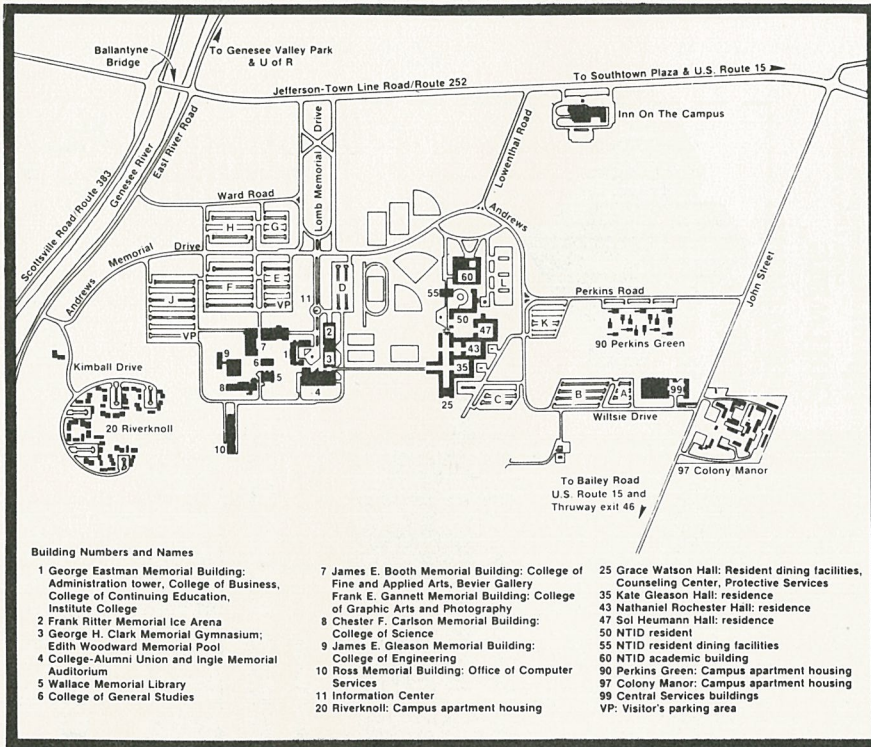 To Genesee Valley Park
& U of R
Ballantyne
Bridge
To Southtown Plaza & U.S. Route 15
Jefferson-Town Line Road/Route 252
Inn On The Campus
Scottsville Road/Route 383
Genesee River
East River Road
Lomb Memorial Drive
Lowenthal Road
Ward Road
Andrews
Andrews Memorial Drive
H
G
J
F
E
VP
VP
11
D
L
60
55
50
47
43
35
25
K
Perkins Road
90 Perkins Green
John Street
7
2
1
3
9
6
5
8
4
10
C
B
A
99
Wiltsie Drive
Kimball Drive
20 Riverknoll
97 Colony Manor
To Bailey Road
U.S. Route 15 and
Thruway exit 46
Building Numbers and Names
1 George Eastman Memorial Building:
Administration tower, College of Business,
College of Continuing Education,
Institute College
2 Frank Ritter Memorial Ice Arena
3 George H. Clark Memorial Gymnasium;
Edith Woodward Memorial Pool
4 College-Alumni Union and Ingle Memorial
Auditorium
5 Wallace Memorial Library
6 College of General Studies
7 James E. Booth Memorial Building: College of
Fine and Applied Arts, Bevier Gallery
Frank E. Gannett Memorial Building: College
of Graphic Arts and Photography
8 Chester F. Carlson Memorial Building:
College of Science
9 James E. Gleason Memorial Building:
College of Engineering
10 Ross Memorial Building: Office of Computer
Services
11 Information Center
20 Riverknoll: Campus apartment housing
25 Grace Watson Hall: Resident dining facilities,
Counseling Center, Protective Services
35 Kate Gleason Hall: residence
43 Nathaniel Rochester Hall: residence
47 Sol Heumann Hall: residence
50 NTID resident
55 NTID resident dining facilities
60 NTID academic building
90 Perkins Green: Campus apartment housing
97 Colony Manor: Campus apartment housing
99 Central Services buildings
VP: Visitor's parking area